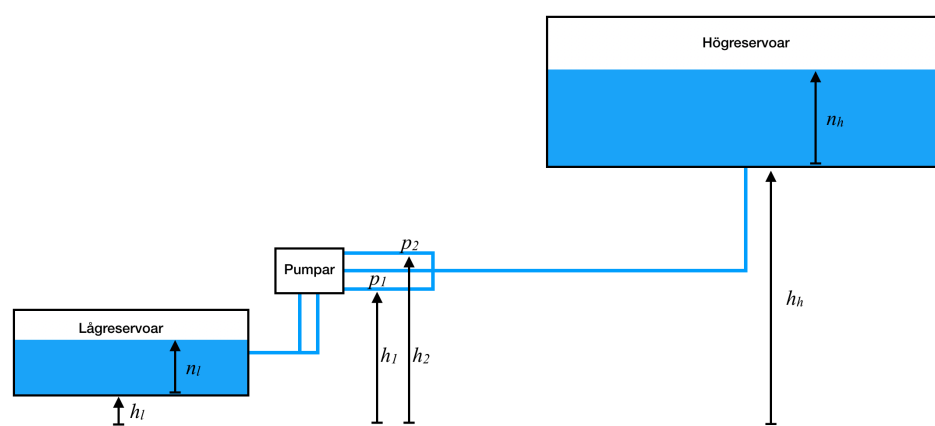 Högreservoar
nh
p2
Pumpar
p1
hh
Lågreservoar
h1
h2
nl
hl